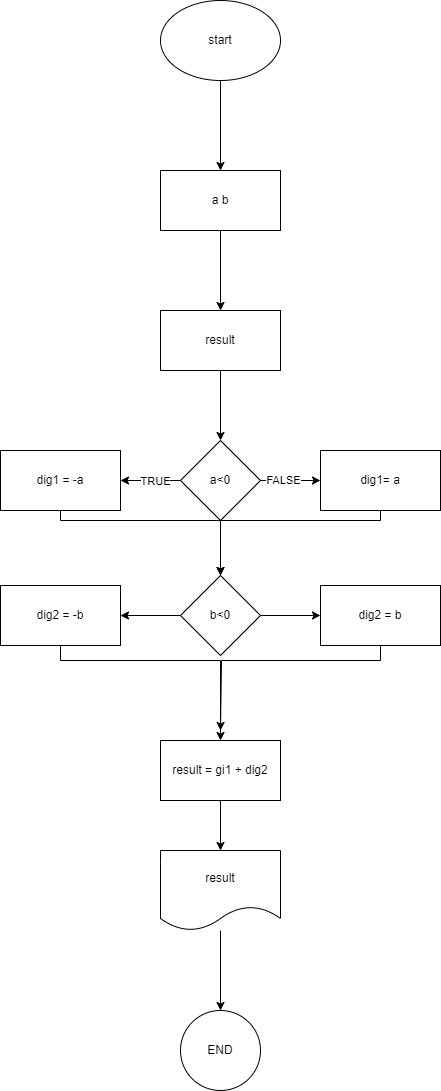 start
a b
result
dig1 = -a
TRUE
a<0
FALSE
dig1= a
dig2 = -b
b<0
dig2 = b
result = gi1 + dig2
result
END